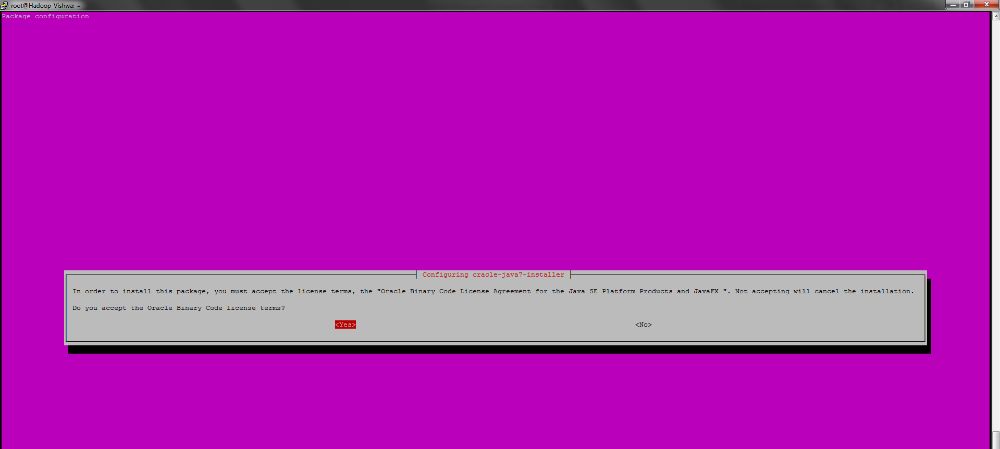 root@Hadoop-Vishwa: ~
Package configuration
Configuring oracle-java7-installer
In order to install this package, you must accept the license terms, the "Oracle Binary Code License Agreement for the Java SE Platform Products and JavaFX ". Not accepting will cancel the installation.
Do you accept the Oracle Binary Code license terms?
<Yes> <No>